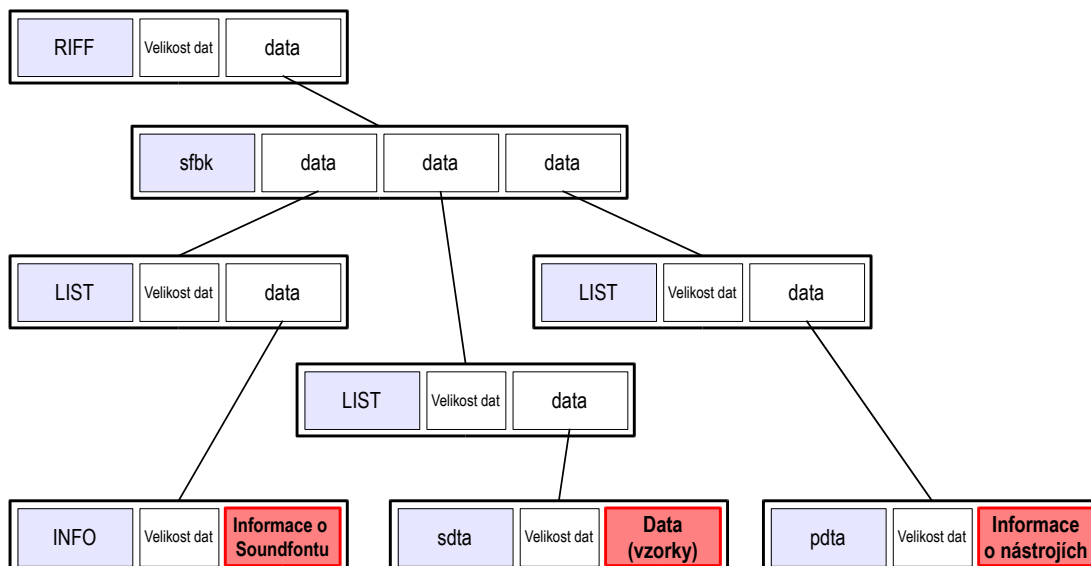 RIFF Velikost dat data
sfbk data data data
LIST Velikost dat data
LIST Velikost dat data
LIST Velikost dat data
INFO Velikost dat Informace o
Soundfontu
sdta Velikost dat Data
(vzorky)
pdta Velikost dat Informace
o nástrojích